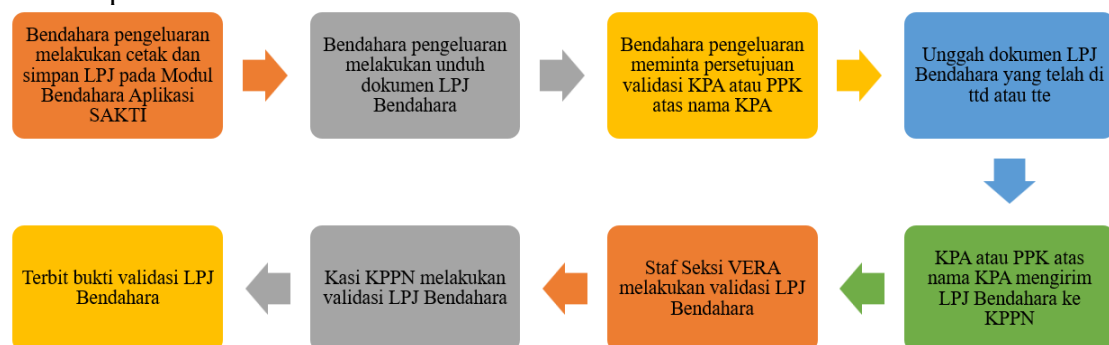 Bendahara pengeluaran
melakukan cetak dan
simpan LPJ pada Modul
Bendahara Aplikasi
SAKTI
Bendahara pengeluaran
melakukan unduh
dokumen LPJ
Bendahara
Bendahara pengeluaran
meminta persetujuan
validasi KPA atau PPK
atas nama KPA
Unggah dokumen LPJ
Bendahara yang telah di
ttd atau tte
KPA atau PPK atas
nama KPA mengirim
LPJ Bendahara ke
KPPN
Staf Seksi VERA
melakukan validasi LPJ
Bendahara
Kasi KPPN melakukan
validasi LPJ Bendahara
Terbit bukti validasi LPJ
Bendahara